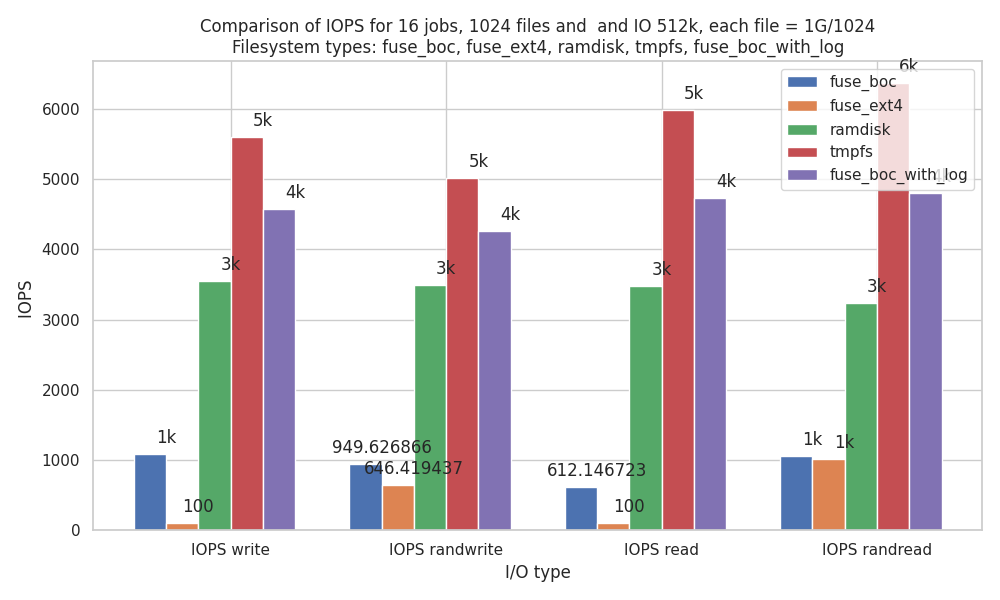 Comparison of IOPS for 16 jobs, 1024 files and  and IO 512k, each file = 1G/1024
Filesystem types: fuse_boc, fuse_ext4, ramdisk, tmpfs, fuse_boc_with_log
fuse_boc
fuse_ext4
ramdisk
tmpfs
fuse_boc_with_log
IOPS
6000
5000
4000
3000
2000
1000
0
1k
100
3k
5k
4k
949.626866
646.419437
3k
5k
4k
612.146723
100
3k
5k
4k
1k
1k
3k
6k
4k
IOPS write
IOPS randwrite
IOPS read
IOPS randread
I/O type